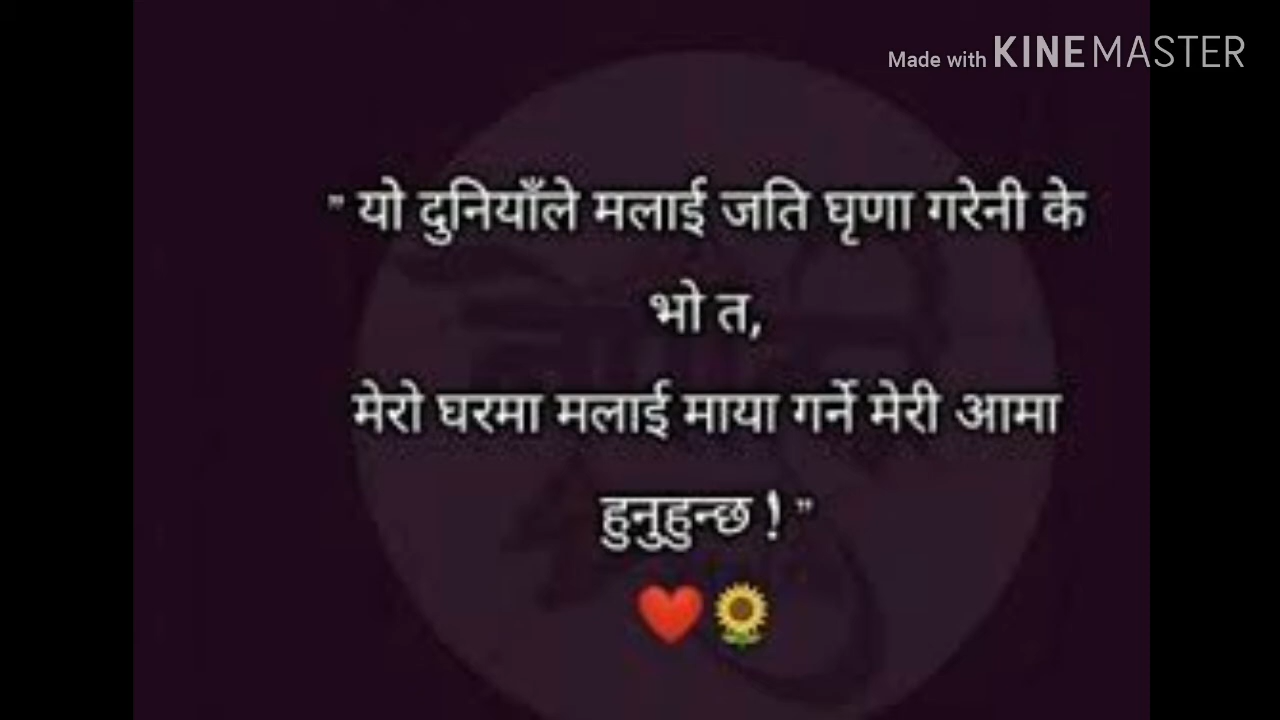 Made with KINEMASTER
” यो दुनियाँले मलाई जति घृणा गरेनी के
भो त,
मेरो घरमा मलाई माया गर्ने मेरी आमा
हुनुहुन्छ ! ”
❤️🌻